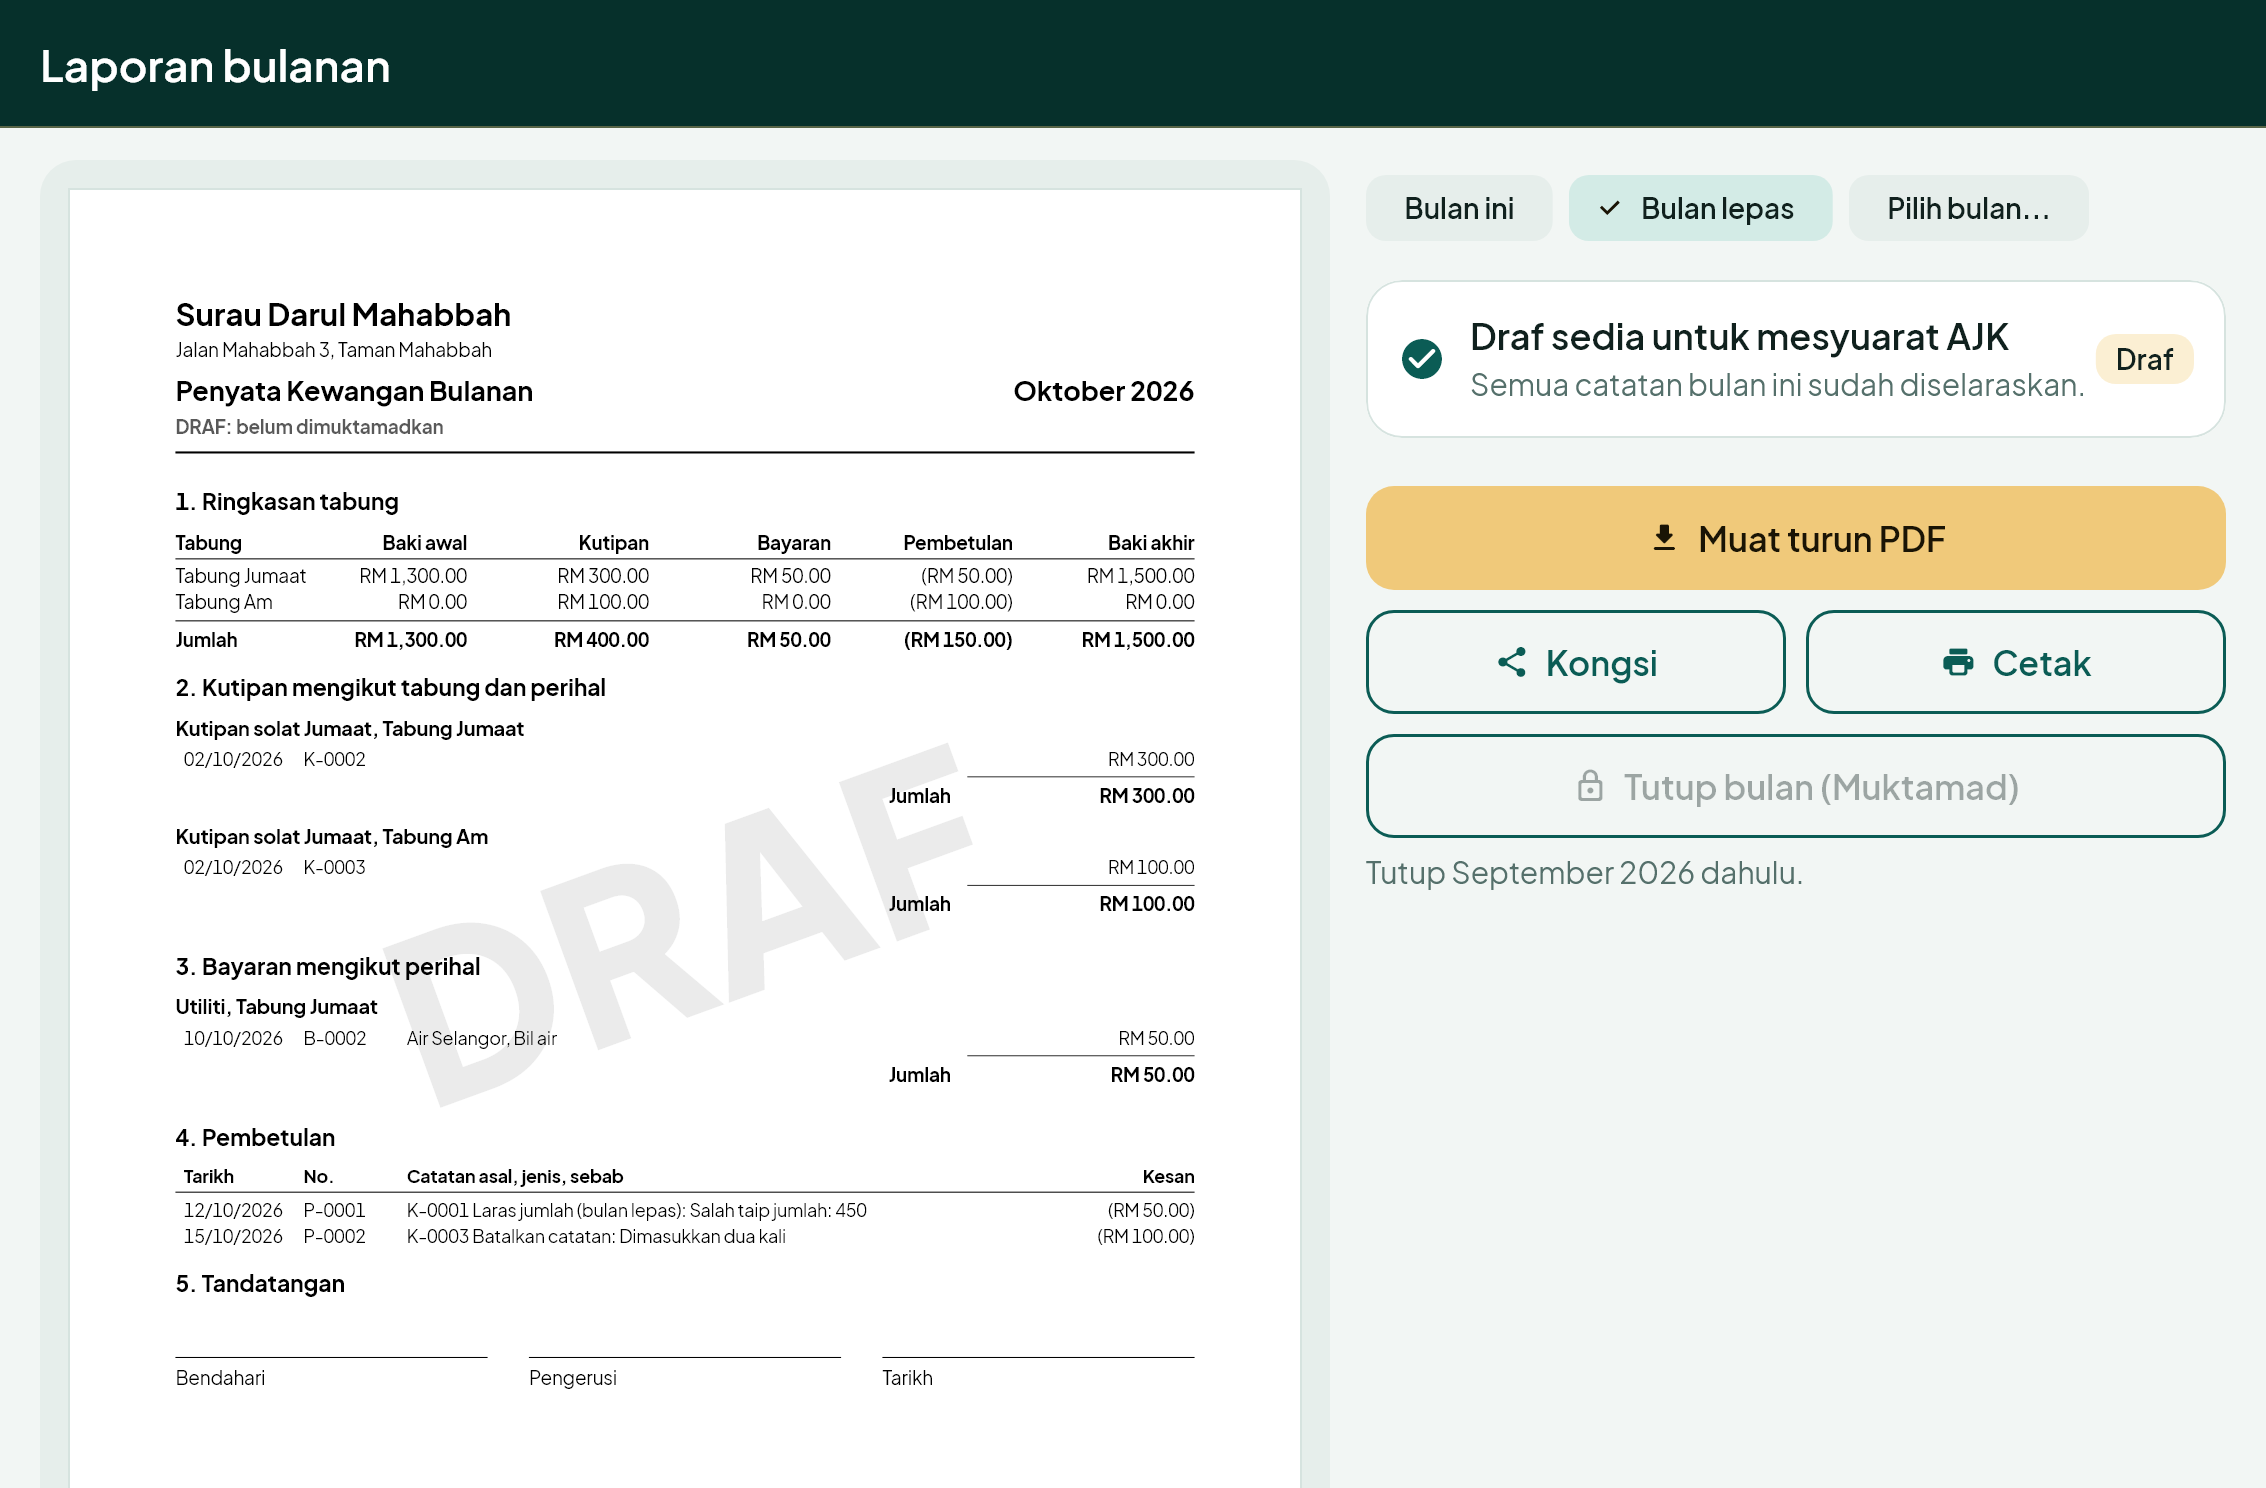 Laporan bulanan
Surau Darul Mahabbah
Jalan Mahabbah 3, Taman Mahabbah
Penyata Kewangan Bulanan Oktober 2026
DRAF: belum dimuktamadkan
1. Ringkasan tabung
Tabung Baki awal Kutipan Bayaran Pembetulan Baki akhir
Tabung Jumaat RM 1,300.00 RM 300.00 RM 50.00 (RM 50.00) RM 1,500.00
Tabung Am RM 0.00 RM 100.00 RM 0.00 (RM 100.00) RM 0.00
Jumlah RM 1,300.00 RM 400.00 RM 50.00 (RM 150.00) RM 1,500.00
2. Kutipan mengikut tabung dan perihal
Kutipan solat Jumaat, Tabung Jumaat
02/10/2026 K-0002 RM 300.00
Jumlah RM 300.00
Kutipan solat Jumaat, Tabung Am
02/10/2026 K-0003 RM 100.00
Jumlah RM 100.00
3. Bayaran mengikut perihal
Utiliti, Tabung Jumaat
10/10/2026 B-0002 Air Selangor, Bil air RM 50.00
Jumlah RM 50.00
4. Pembetulan
Tarikh No. Catatan asal, jenis, sebab Kesan
12/10/2026 P-0001 K-0001 Laras jumlah (bulan lepas): Salah taip jumlah: 450 (RM 50.00)
15/10/2026 P-0002 K-0003 Batalkan catatan: Dimasukkan dua kali (RM 100.00)
5. Tandatangan
Bendahari Pengerusi Tarikh
DRAF
Bulan ini Bulan lepas Pilih bulan...
Draf sedia untuk mesyuarat AJK
Semua catatan bulan ini sudah diselaraskan.
Draf
Muat turun PDF
Kongsi Cetak
Tutup bulan (Muktamad)
Tutup September 2026 dahulu.